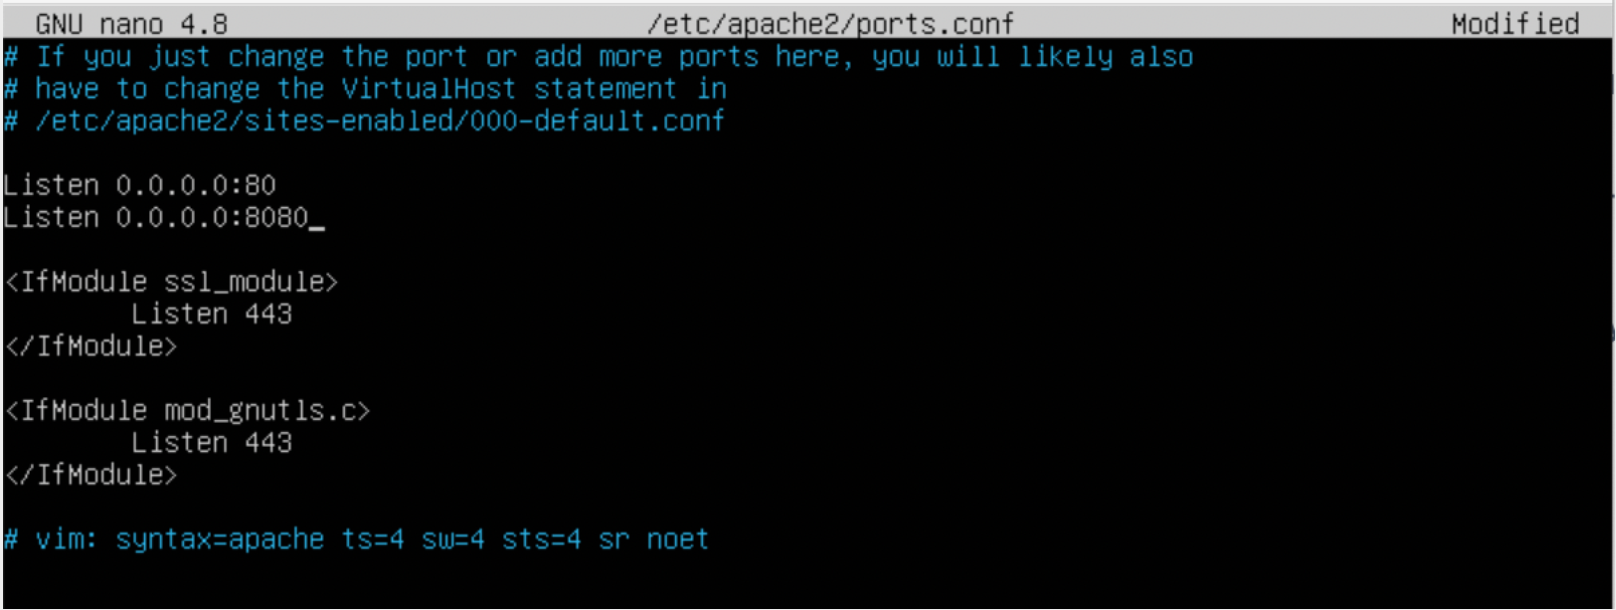 GNU nano 4.8 /etc/apache2/ports.conf Modified
# If you just change the port or add more ports here, you will likely also
# have to change the VirtualHost statement in
# /etc/apache2/sites-enabled/000-default.conf
Listen 0.0.0.0:80
Listen 0.0.0.0:8080_
<IfModule ssl_module>
Listen 443
</IfModule>
<IfModule mod_gnutls.c>
Listen 443
</IfModule>
# vim: syntax=apache ts=4 sw=4 sts=4 sr noet